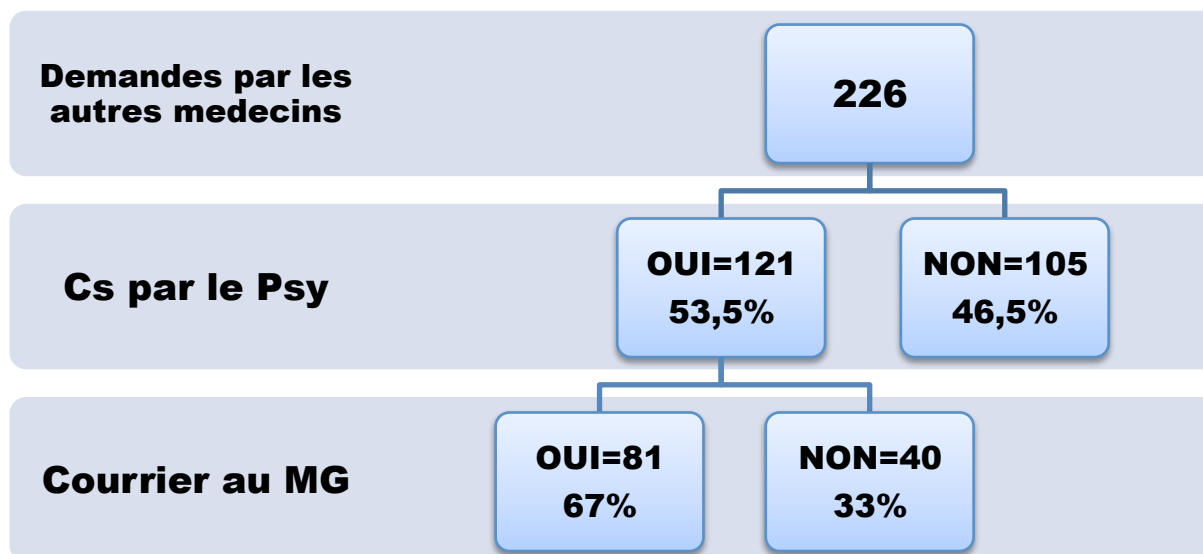 Demandes par les
autres medecins
226
Cs par le Psy
OUI=121
53,5%
NON=105
46,5%
Courrier au MG
OUI=81
67%
NON=40
33%